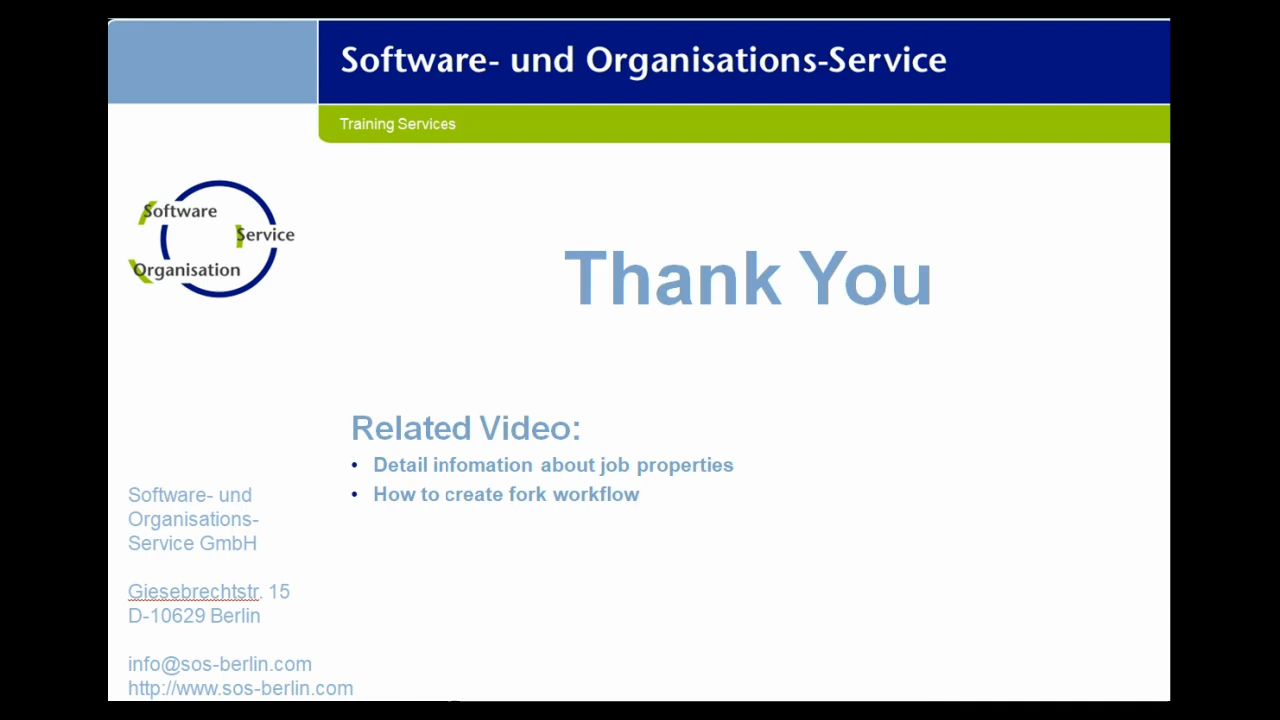 Software- und Organisations-Service
Training Services
Software
Service
Organisation
Thank You
Related Video:
• Detail infomation about job properties
• How to create fork workflow
Software- und
Organisations-
Service GmbH
Giesebrechtstr. 15
D-10629 Berlin
info@sos-berlin.com
http://www.sos-berlin.com